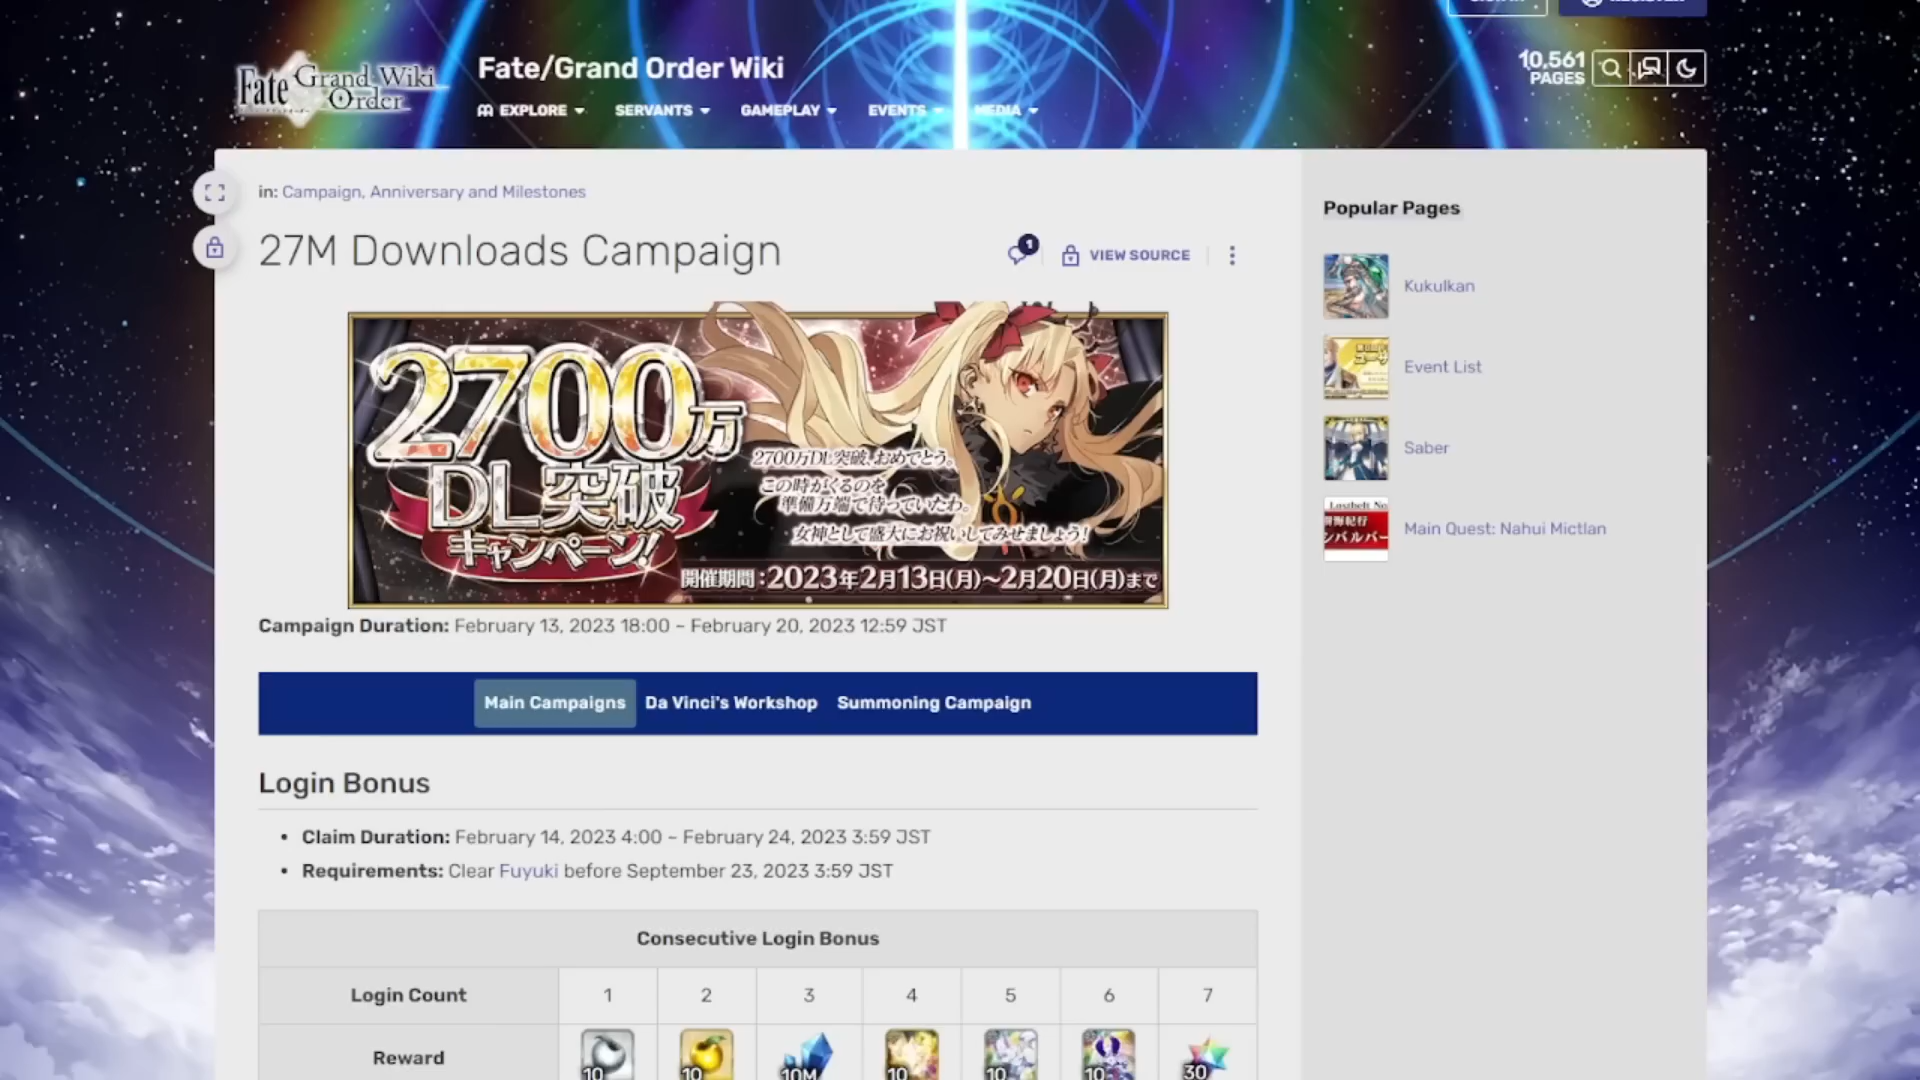 Fate Grand Order Wiki
Fate/Grand Order Wiki
EXPLORE
SERVANTS
GAMEPLAY
EVENTS
MEDIA
10,561
PAGES
in: Campaign, Anniversary and Milestones
27M Downloads Campaign
1
VIEW SOURCE
2700万
DL突破
キャンペーン!
2700万DL突破、おめでとう。
この時がくるのを
準備万端で待っていたわ。
女神として盛大にお祝いしてみせましょう!
開催期間:2023年2月13日(月)~2月20日(月)まで
Campaign Duration: February 13, 2023 18:00 ~ February 20, 2023 12:59 JST
Main Campaigns
Da Vinci's Workshop
Summoning Campaign
Login Bonus
• Claim Duration: February 14, 2023 4:00 ~ February 24, 2023 3:59 JST
• Requirements: Clear Fuyuki before September 23, 2023 3:59 JST
Consecutive Login Bonus
Login Count 1 2 3 4 5 6 7
Reward 10 10 10M 10 10 10 30
Popular Pages
Kukulkan
Event List
Saber
Lostbelt No
Main Quest: Nahui Mictlan